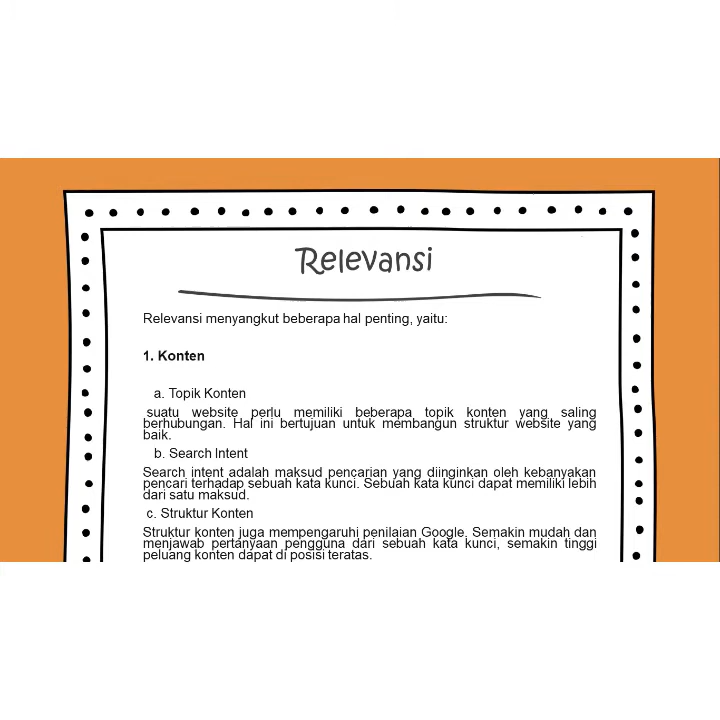 Relevansi
Relevansi menyangkut beberapa hal penting, yaitu:
1. Konten
a. Topik Konten
suatu website perlu memiliki beberapa topik konten yang saling
berhubungan. Hal ini bertujuan untuk membangun struktur website yang
baik.
b. Search Intent
Search intent adalah maksud pencarian yang diinginkan oleh kebanyakan
pencari terhadap sebuah kata kunci. Sebuah kata kunci dapat memiliki lebih
dari satu maksud.
c. Struktur Konten
Struktur konten juga mempengaruhi penilaian Google. Semakin mudah dan
menjawab pertanyaan pengguna dari sebuah kata kunci, semakin tinggi
peluang konten dapat di posisi teratas.